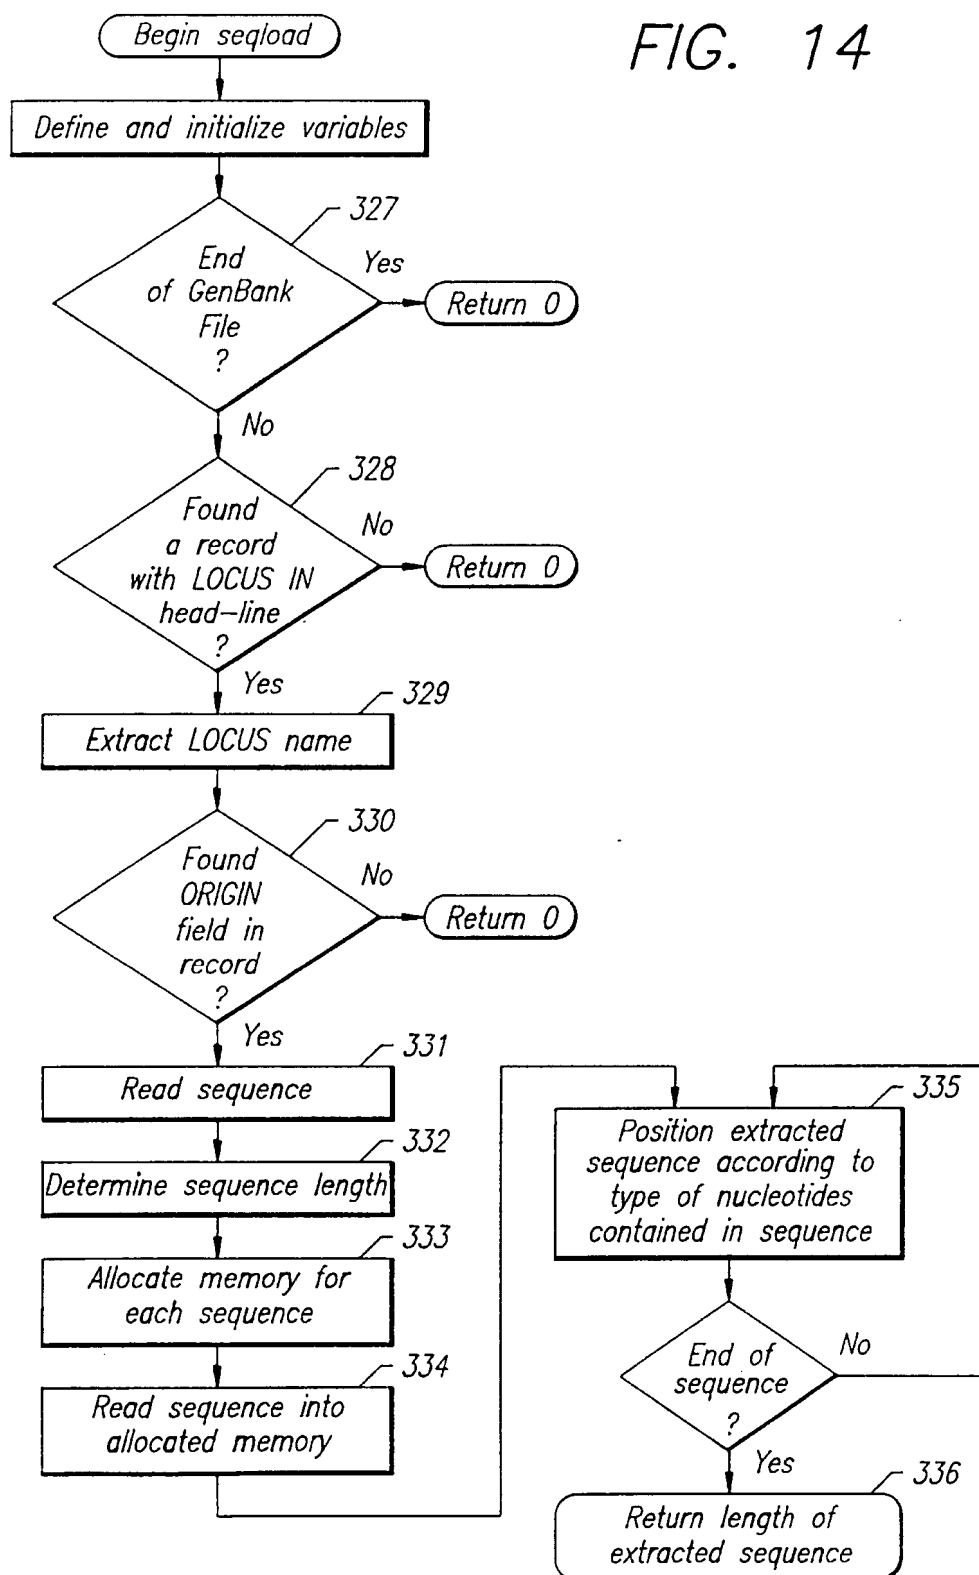 FIG. 14
Begin seqload
Define and initialize variables
327
End
of GenBank
File
?
Yes
Return 0
No
328
Found
a record
with LOCUS IN
head-line
?
No
Return 0
Yes
329
Extract LOCUS name
330
Found
ORIGIN
field in
record
?
No
Return 0
Yes
331
Read sequence
332
Determine sequence length
333
Allocate memory for
each sequence
334
Read sequence into
allocated memory
335
Position extracted
sequence according to
type of nucleotides
contained in sequence
End of
sequence
?
No
Yes
336
Return length of
extracted sequence